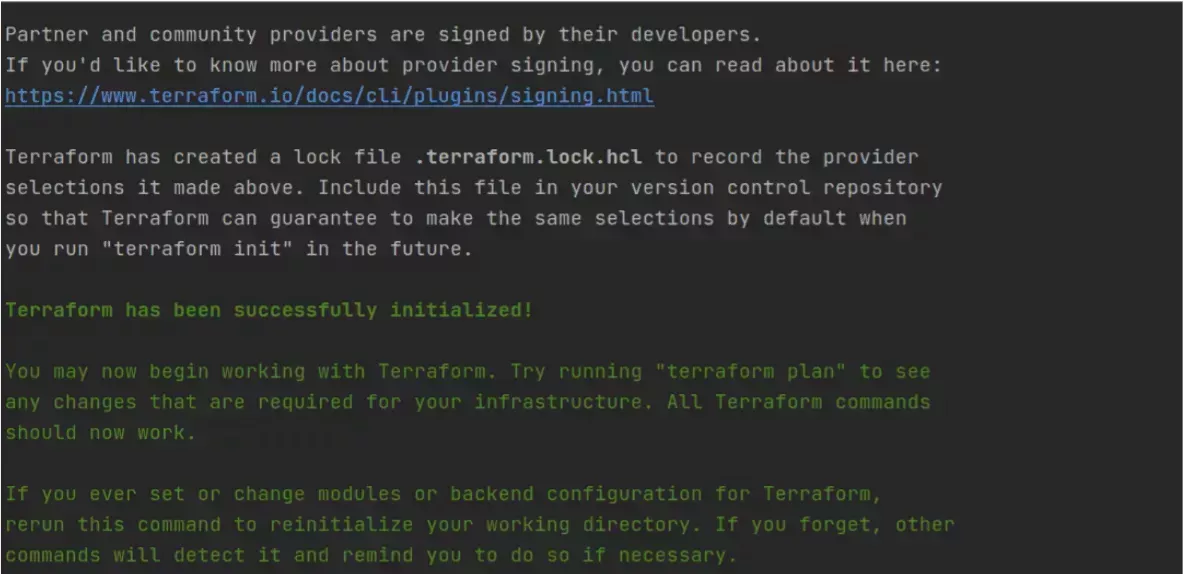 Partner and community providers are signed by their developers.
If you'd like to know more about provider signing, you can read about it here:
https://www.terraform.io/docs/cli/plugins/signing.html
Terraform has created a lock file .terraform.lock.hcl to record the provider
selections it made above. Include this file in your version control repository
so that Terraform can guarantee to make the same selections by default when
you run "terraform init" in the future.
Terraform has been successfully initialized!
You may now begin working with Terraform. Try running "terraform plan" to see
any changes that are required for your infrastructure. All Terraform commands
should now work.
If you ever set or change modules or backend configuration for Terraform,
rerun this command to reinitialize your working directory. If you forget, other
commands will detect it and remind you to do so if necessary.